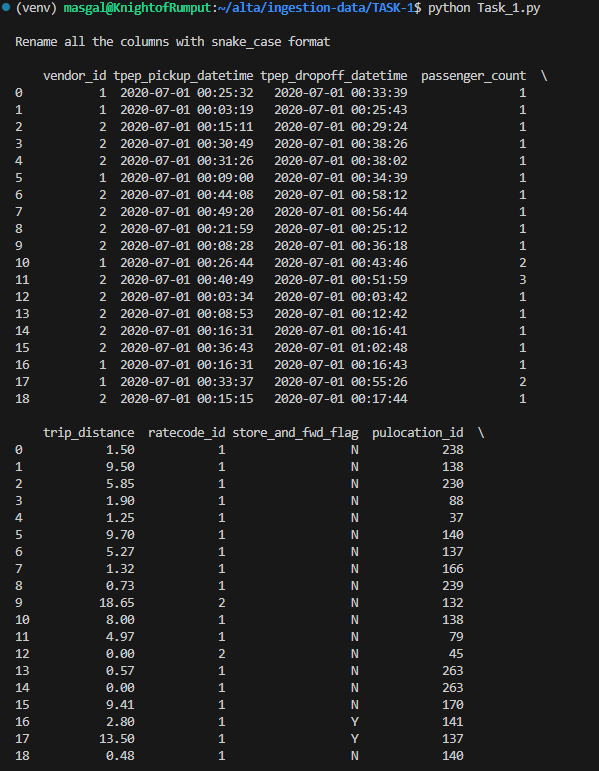 (venv) masgal@KnightofRumput:~/alta/ingestion-data/TASK-1$ python Task_1.py
Rename all the columns with snake_case format
vendor_id tpep_pickup_datetime tpep_dropoff_datetime passenger_count \
0 1 2020-07-01 00:25:32 2020-07-01 00:33:39 1
1 1 2020-07-01 00:03:19 2020-07-01 00:25:43 1
2 2 2020-07-01 00:15:11 2020-07-01 00:29:24 1
3 2 2020-07-01 00:30:49 2020-07-01 00:38:26 1
4 2 2020-07-01 00:31:26 2020-07-01 00:38:02 1
5 1 2020-07-01 00:09:00 2020-07-01 00:34:39 1
6 2 2020-07-01 00:44:08 2020-07-01 00:58:12 1
7 2 2020-07-01 00:49:20 2020-07-01 00:56:44 1
8 2 2020-07-01 00:21:59 2020-07-01 00:25:12 1
9 2 2020-07-01 00:08:28 2020-07-01 00:36:18 1
10 1 2020-07-01 00:26:44 2020-07-01 00:43:46 2
11 2 2020-07-01 00:40:49 2020-07-01 00:51:59 3
12 2 2020-07-01 00:03:34 2020-07-01 00:03:42 1
13 2 2020-07-01 00:08:53 2020-07-01 00:12:42 1
14 2 2020-07-01 00:16:31 2020-07-01 00:16:41 1
15 2 2020-07-01 00:36:43 2020-07-01 01:02:48 1
16 1 2020-07-01 00:16:31 2020-07-01 00:16:43 1
17 1 2020-07-01 00:33:37 2020-07-01 00:55:26 2
18 2 2020-07-01 00:15:15 2020-07-01 00:17:44 1
trip_distance ratecode_id store_and_fwd_flag pulocation_id \
0 1.50 1 N 238
1 9.50 1 N 138
2 5.85 1 N 230
3 1.90 1 N 88
4 1.25 1 N 37
5 9.70 1 N 140
6 5.27 1 N 137
7 1.32 1 N 166
8 0.73 1 N 239
9 18.65 2 N 132
10 8.00 1 N 138
11 4.97 1 N 79
12 0.00 2 N 45
13 0.57 1 N 263
14 0.00 1 N 263
15 9.41 1 N 170
16 2.80 1 Y 141
17 13.50 1 Y 137
18 0.48 1 N 140